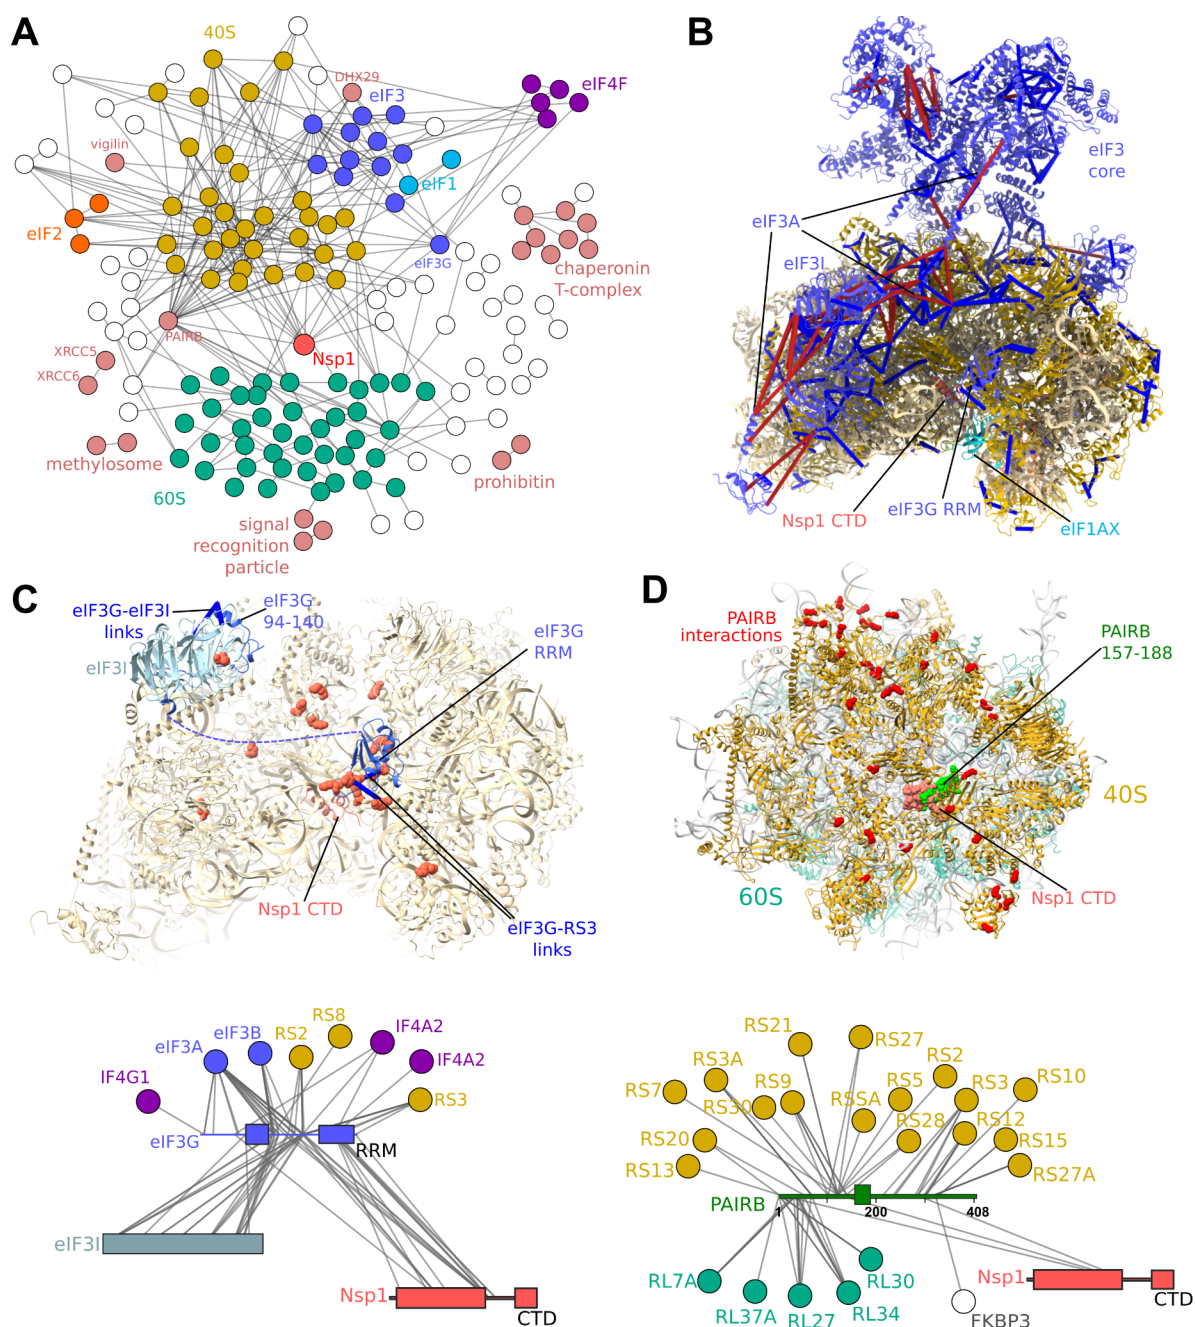 A
40S
DHX29
eIF3
eIF4F
vigilin
eIF1
eIF2
eIF3G
chaperonin
T-complex
PAIRB
XRCC5
XRCC6
Nsp1
methylosome
60S
prohibitin
signal
recognition
particle
B
eIF3
core
eIF3A
eIF3I
Nsp1 CTD
eIF3G RRM
eIF1AX
C
eIF3G-eIF3I
links
eIF3G
94-140
eIF3I
eIF3G
RRM
Nsp1 CTD
eIF3G-RS3
links
D
PAIRB
interactions
PAIRB
157-188
40S
60S
Nsp1 CTD
RS8
eIF3B
RS2
IF4A2
eIF3A
IF4A2
IF4G1
RS3
eIF3G
RRM
eIF3I
Nsp1
CTD
RS21
RS27
RS3A
RS2
RS7
RS9
RS5
RS3
RS10
RS30
RSSA
RS28
RS12
RS20
RS15
RS13
RS27A
PAIRB
1
200
408
RL7A
RL30
Nsp1
RL37A
RL27
RL34
FKBP3
CTD